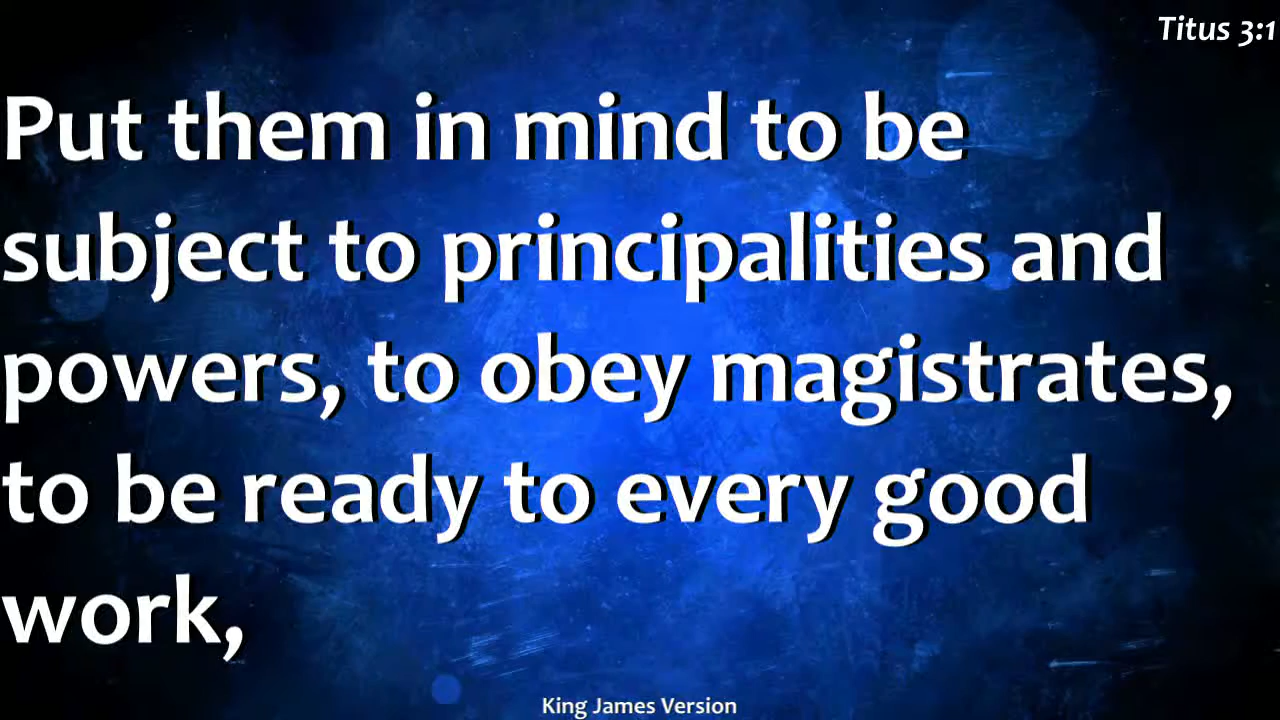 Titus 3:1
Put them in mind to be
subject to principalities and
powers, to obey magistrates,
to be ready to every good
work,
King James Version